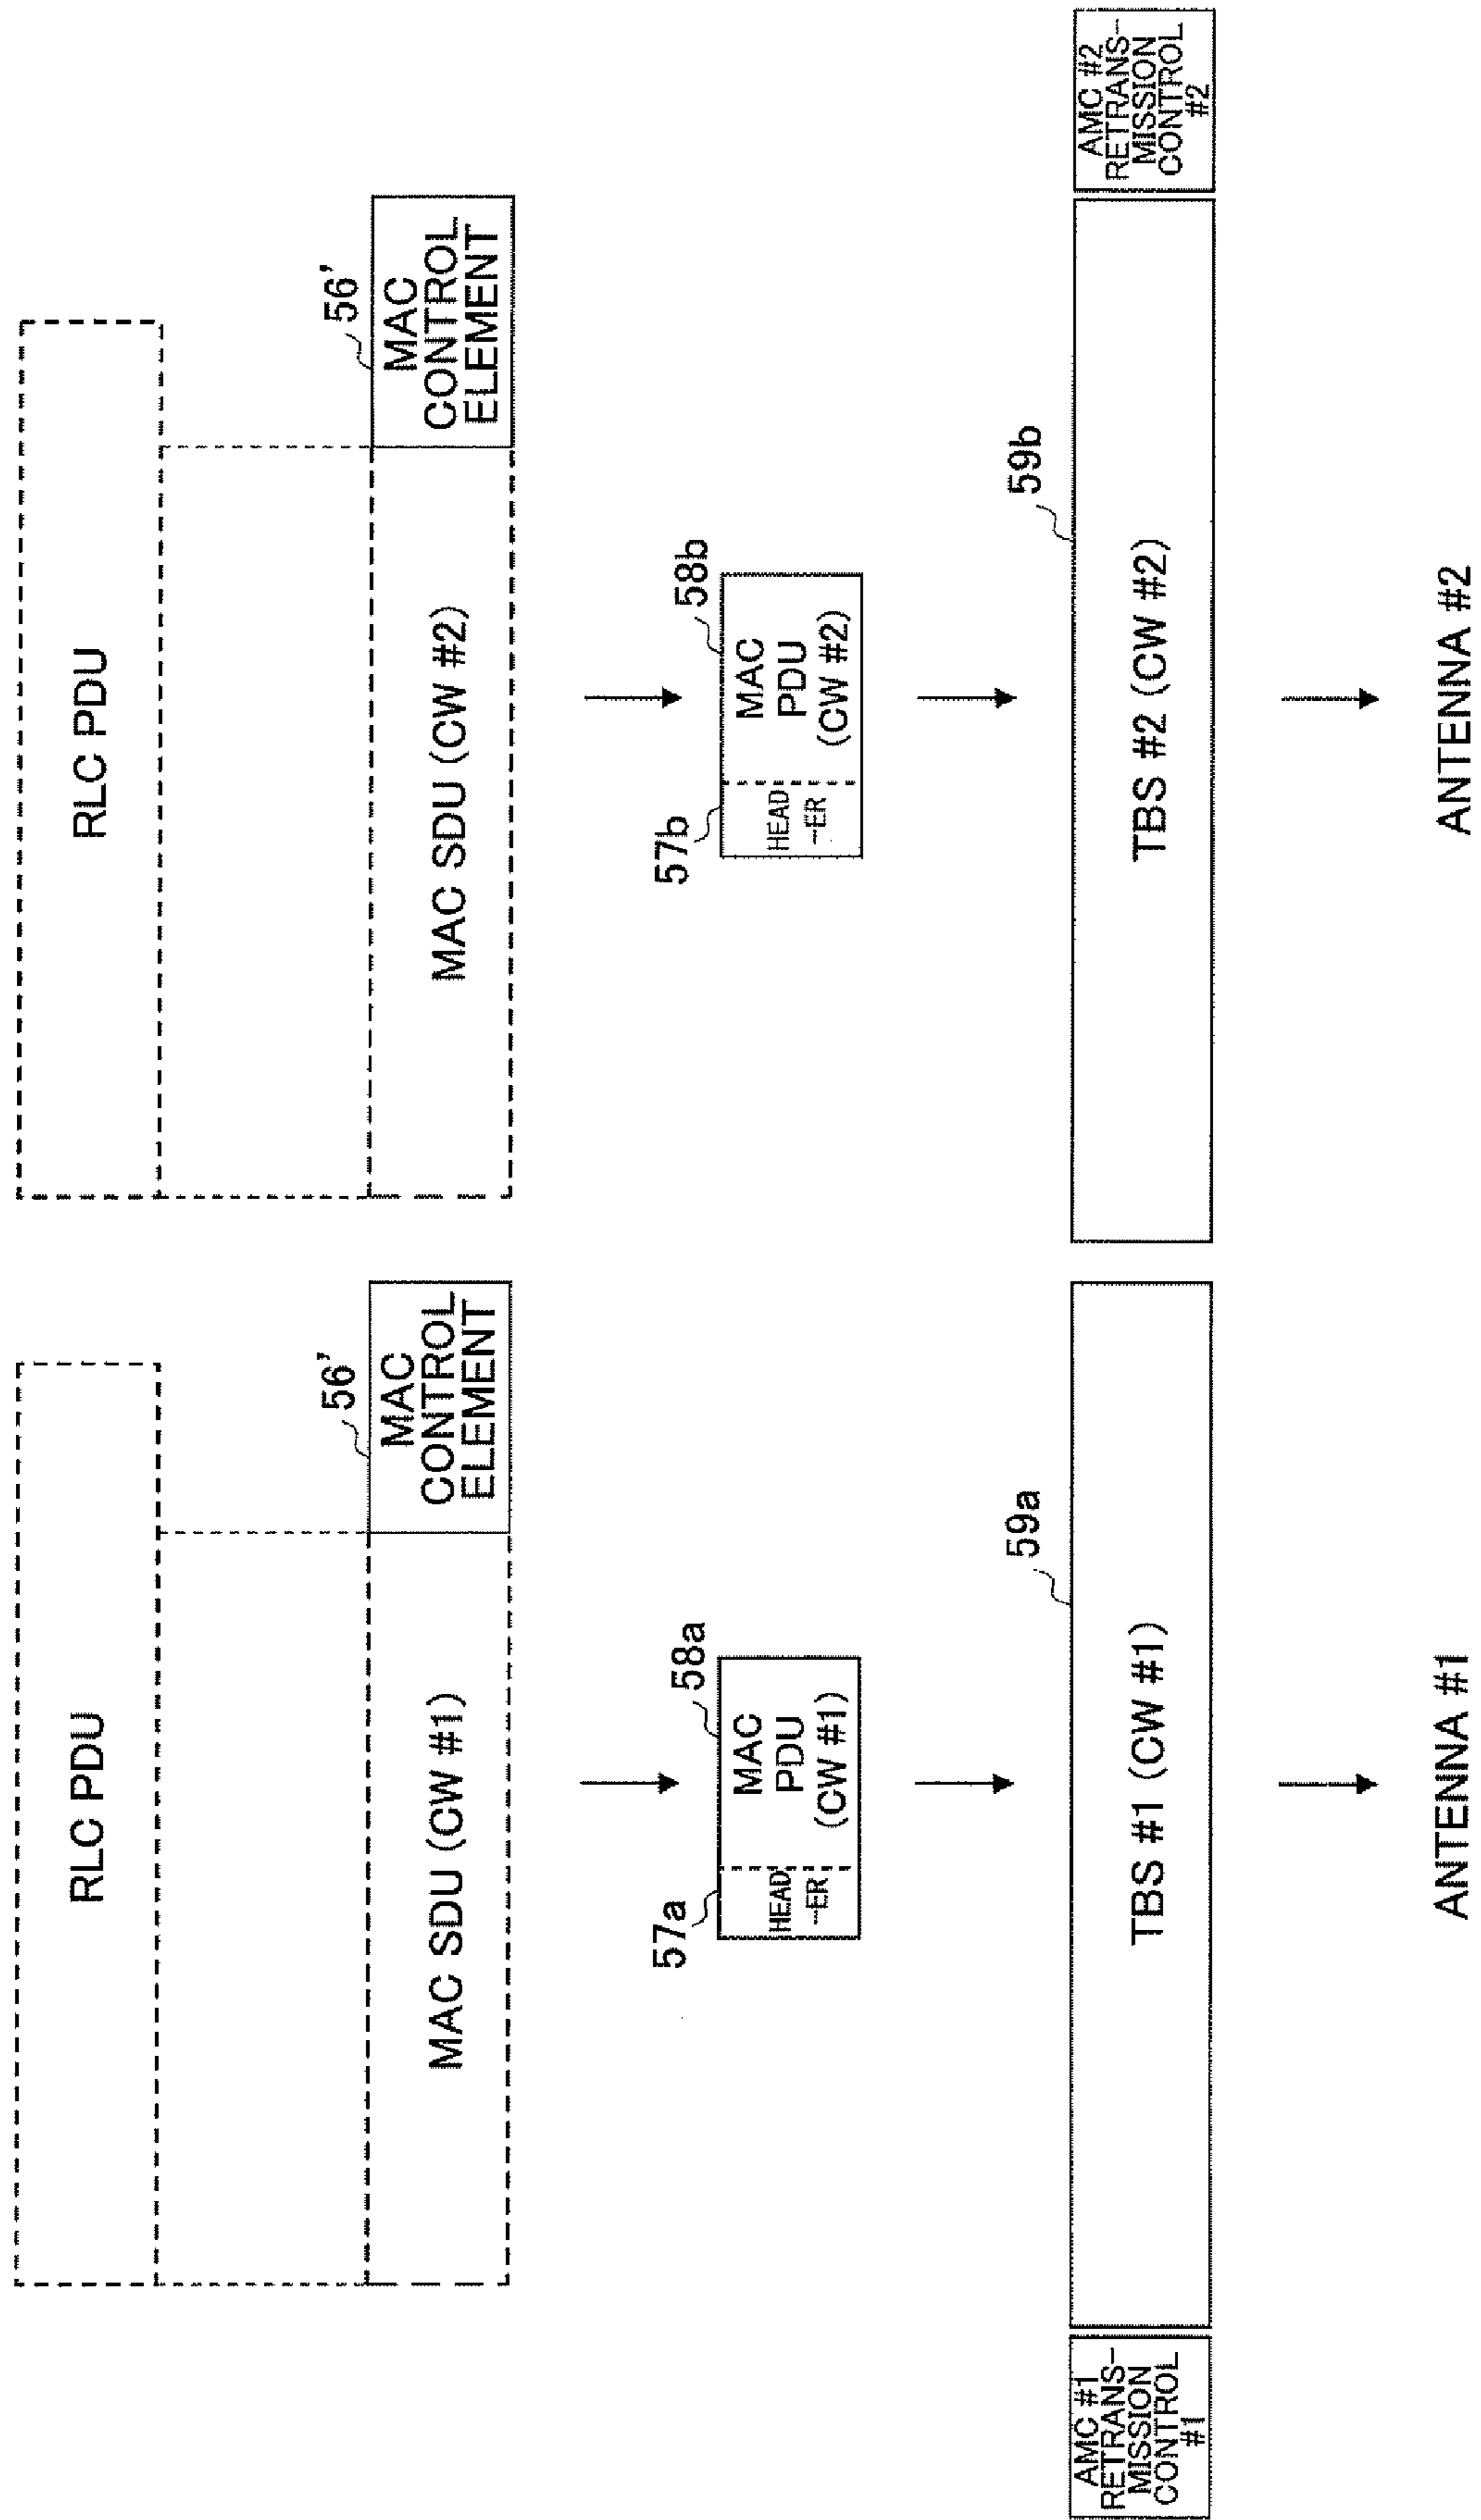 RLC PDU
56'
MAC SDU (CW #1)
MAC
CONTROL
ELEMENT
57a
58a
HEAD
-ER
MAC
PDU
(CW #1)
59a
AMC #1
RETRANS-
MISSION
CONTROL
#1
TBS #1 (CW #1)
ANTENNA #1
RLC PDU
56'
MAC SDU (CW #2)
MAC
CONTROL
ELEMENT
57b
58b
HEAD
-ER
MAC
PDU
(CW #2)
59b
TBS #2 (CW #2)
AMC #2
RETRANS-
MISSION
CONTROL
#2
ANTENNA #2